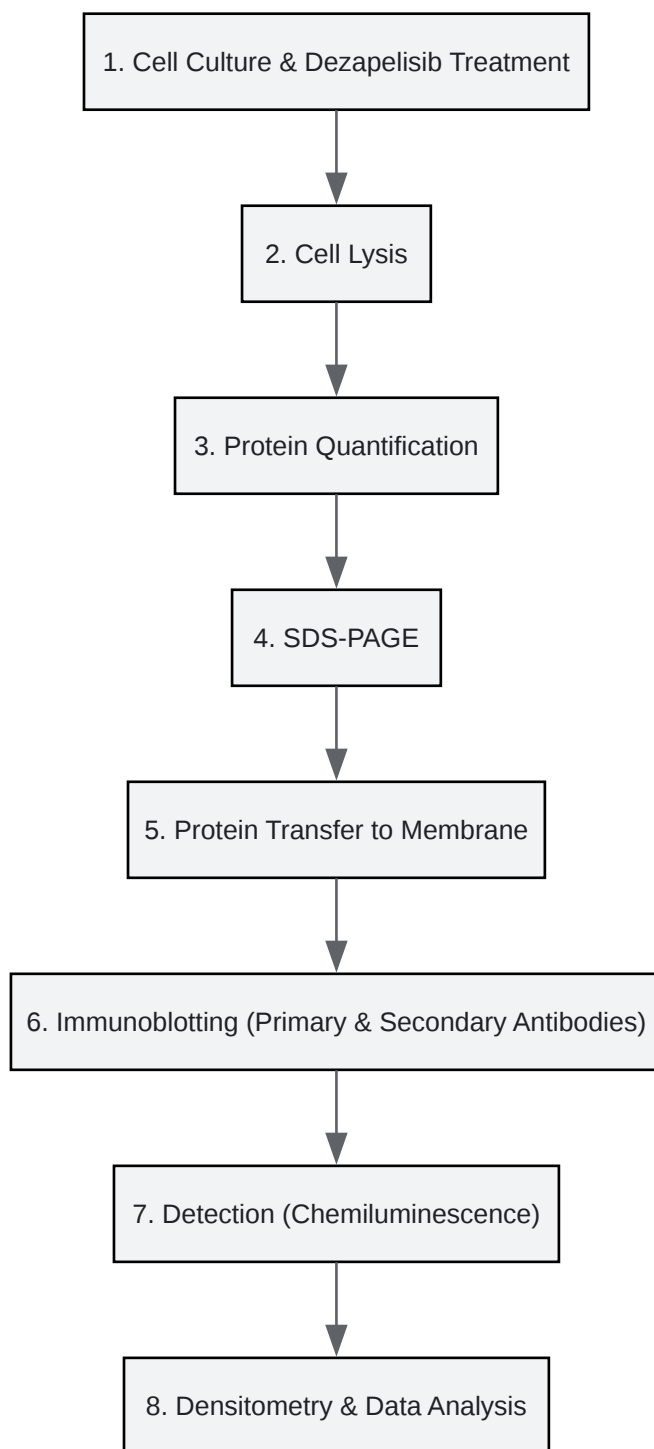 1. Cell Culture & Dezapelisib Treatment
2. Cell Lysis
3. Protein Quantification
4. SDS-PAGE
5. Protein Transfer to Membrane
6. Immunoblotting (Primary & Secondary Antibodies)
7. Detection (Chemiluminescence)
8. Densitometry & Data Analysis